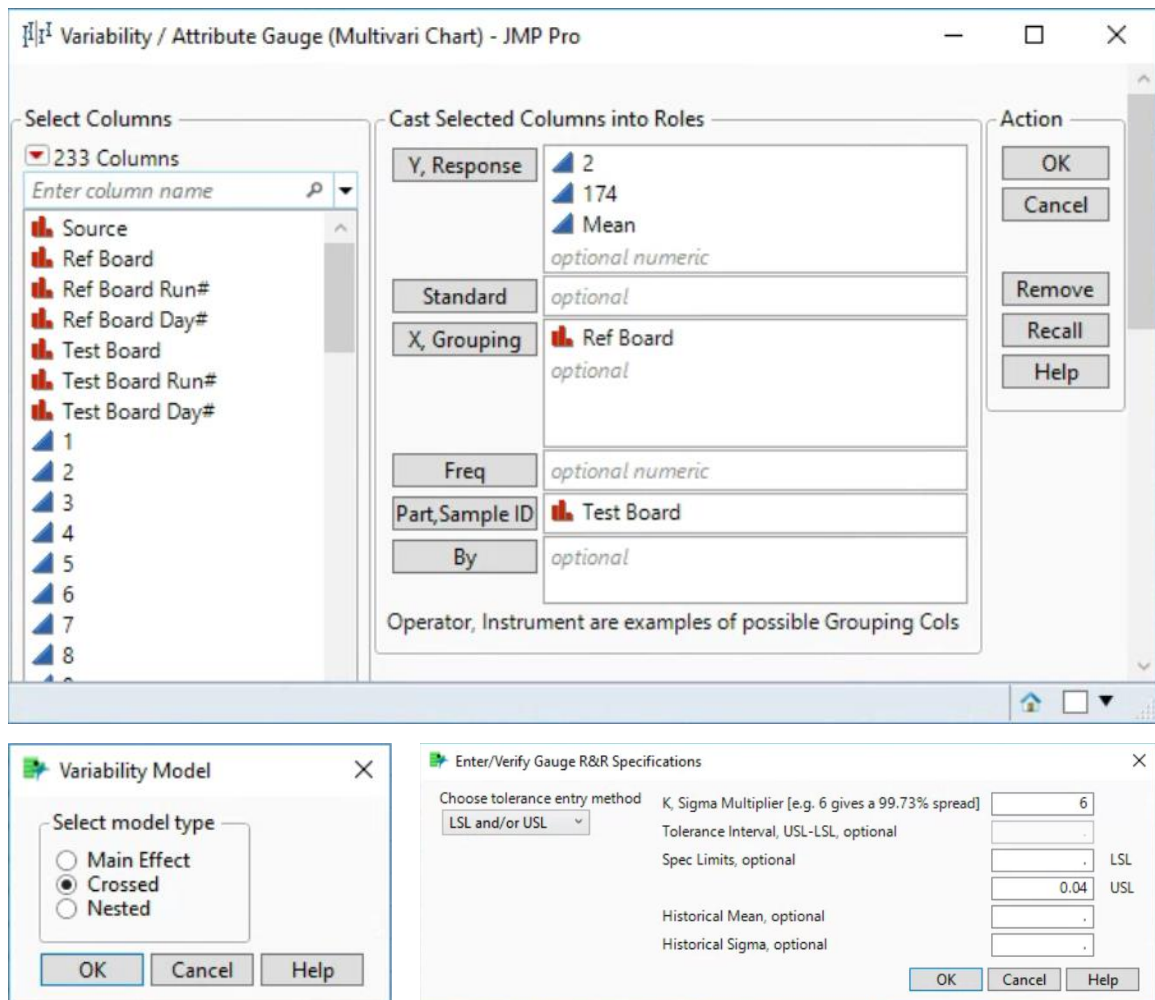 Variability / Attribute Gauge (Multivari Chart) - JMP Pro
Select Columns
233 Columns
Enter column name
Source
Ref Board
Ref Board Run#
Ref Board Day#
Test Board
Test Board Run#
Test Board Day#
1
2
3
4
5
6
7
8
Cast Selected Columns into Roles
Y, Response
2
174
Mean
optional numeric
Standard
optional
X, Grouping
Ref Board
optional
Freq
optional numeric
Part,Sample ID
Test Board
By
optional
Operator, Instrument are examples of possible Grouping Cols
Action
OK
Cancel
Remove
Recall
Help
Variability Model
Select model type
Main Effect
Crossed
Nested
OK Cancel Help
Enter/Verify Gauge R&R Specifications
Choose tolerance entry method
LSL and/or USL
K, Sigma Multiplier [e.g. 6 gives a 99.73% spread] 6
Tolerance Interval, USL-LSL, optional .
Spec Limits, optional . LSL
0.04 USL
Historical Mean, optional .
Historical Sigma, optional .
OK Cancel Help